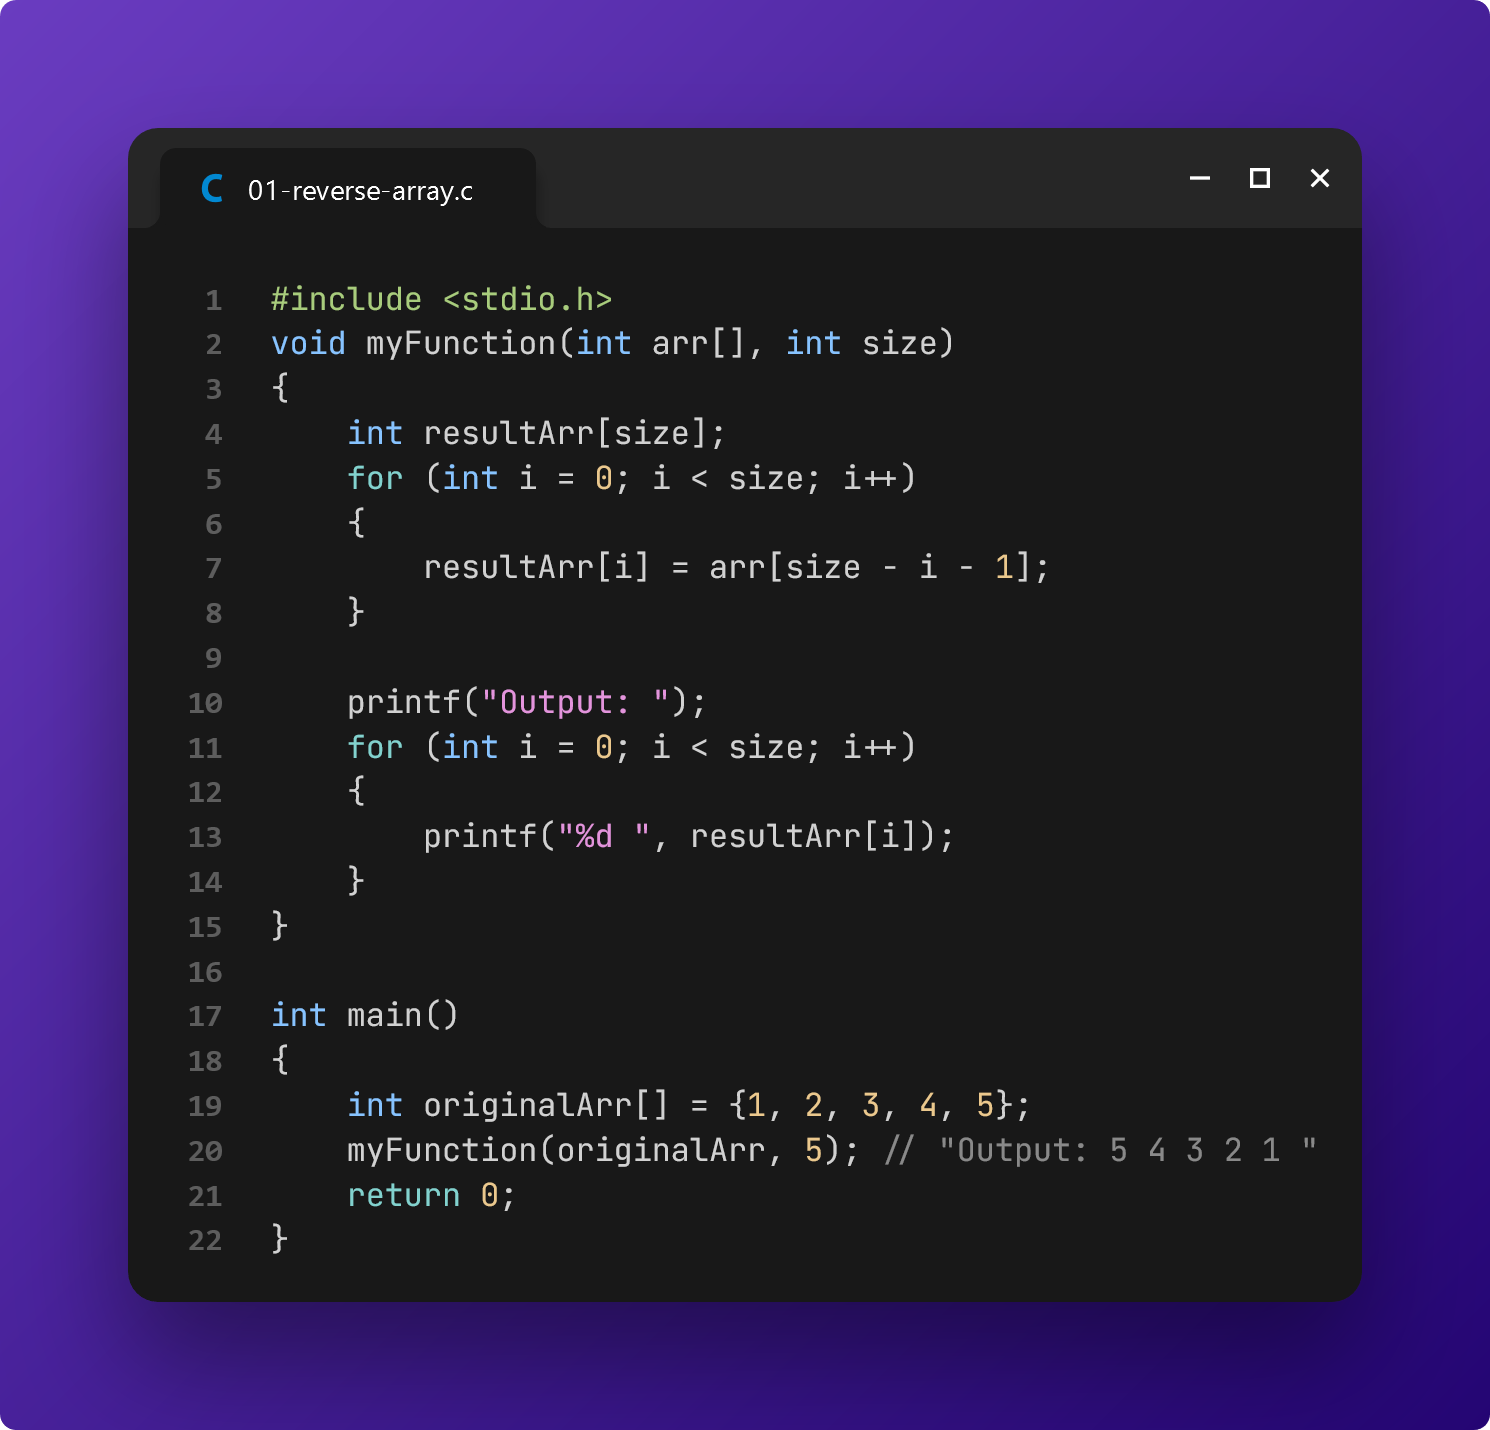 C 01-reverse-array.c
1 #include <stdio.h>
2 void myFunction(int arr[], int size)
3 {
4     int resultArr[size];
5     for (int i = 0; i < size; i++)
6     {
7         resultArr[i] = arr[size - i - 1];
8     }
9
10     printf("Output: ");
11     for (int i = 0; i < size; i++)
12     {
13         printf("%d ", resultArr[i]);
14     }
15 }
16
17 int main()
18 {
19     int originalArr[] = {1, 2, 3, 4, 5};
20     myFunction(originalArr, 5); // "Output: 5 4 3 2 1 "
21     return 0;
22 }